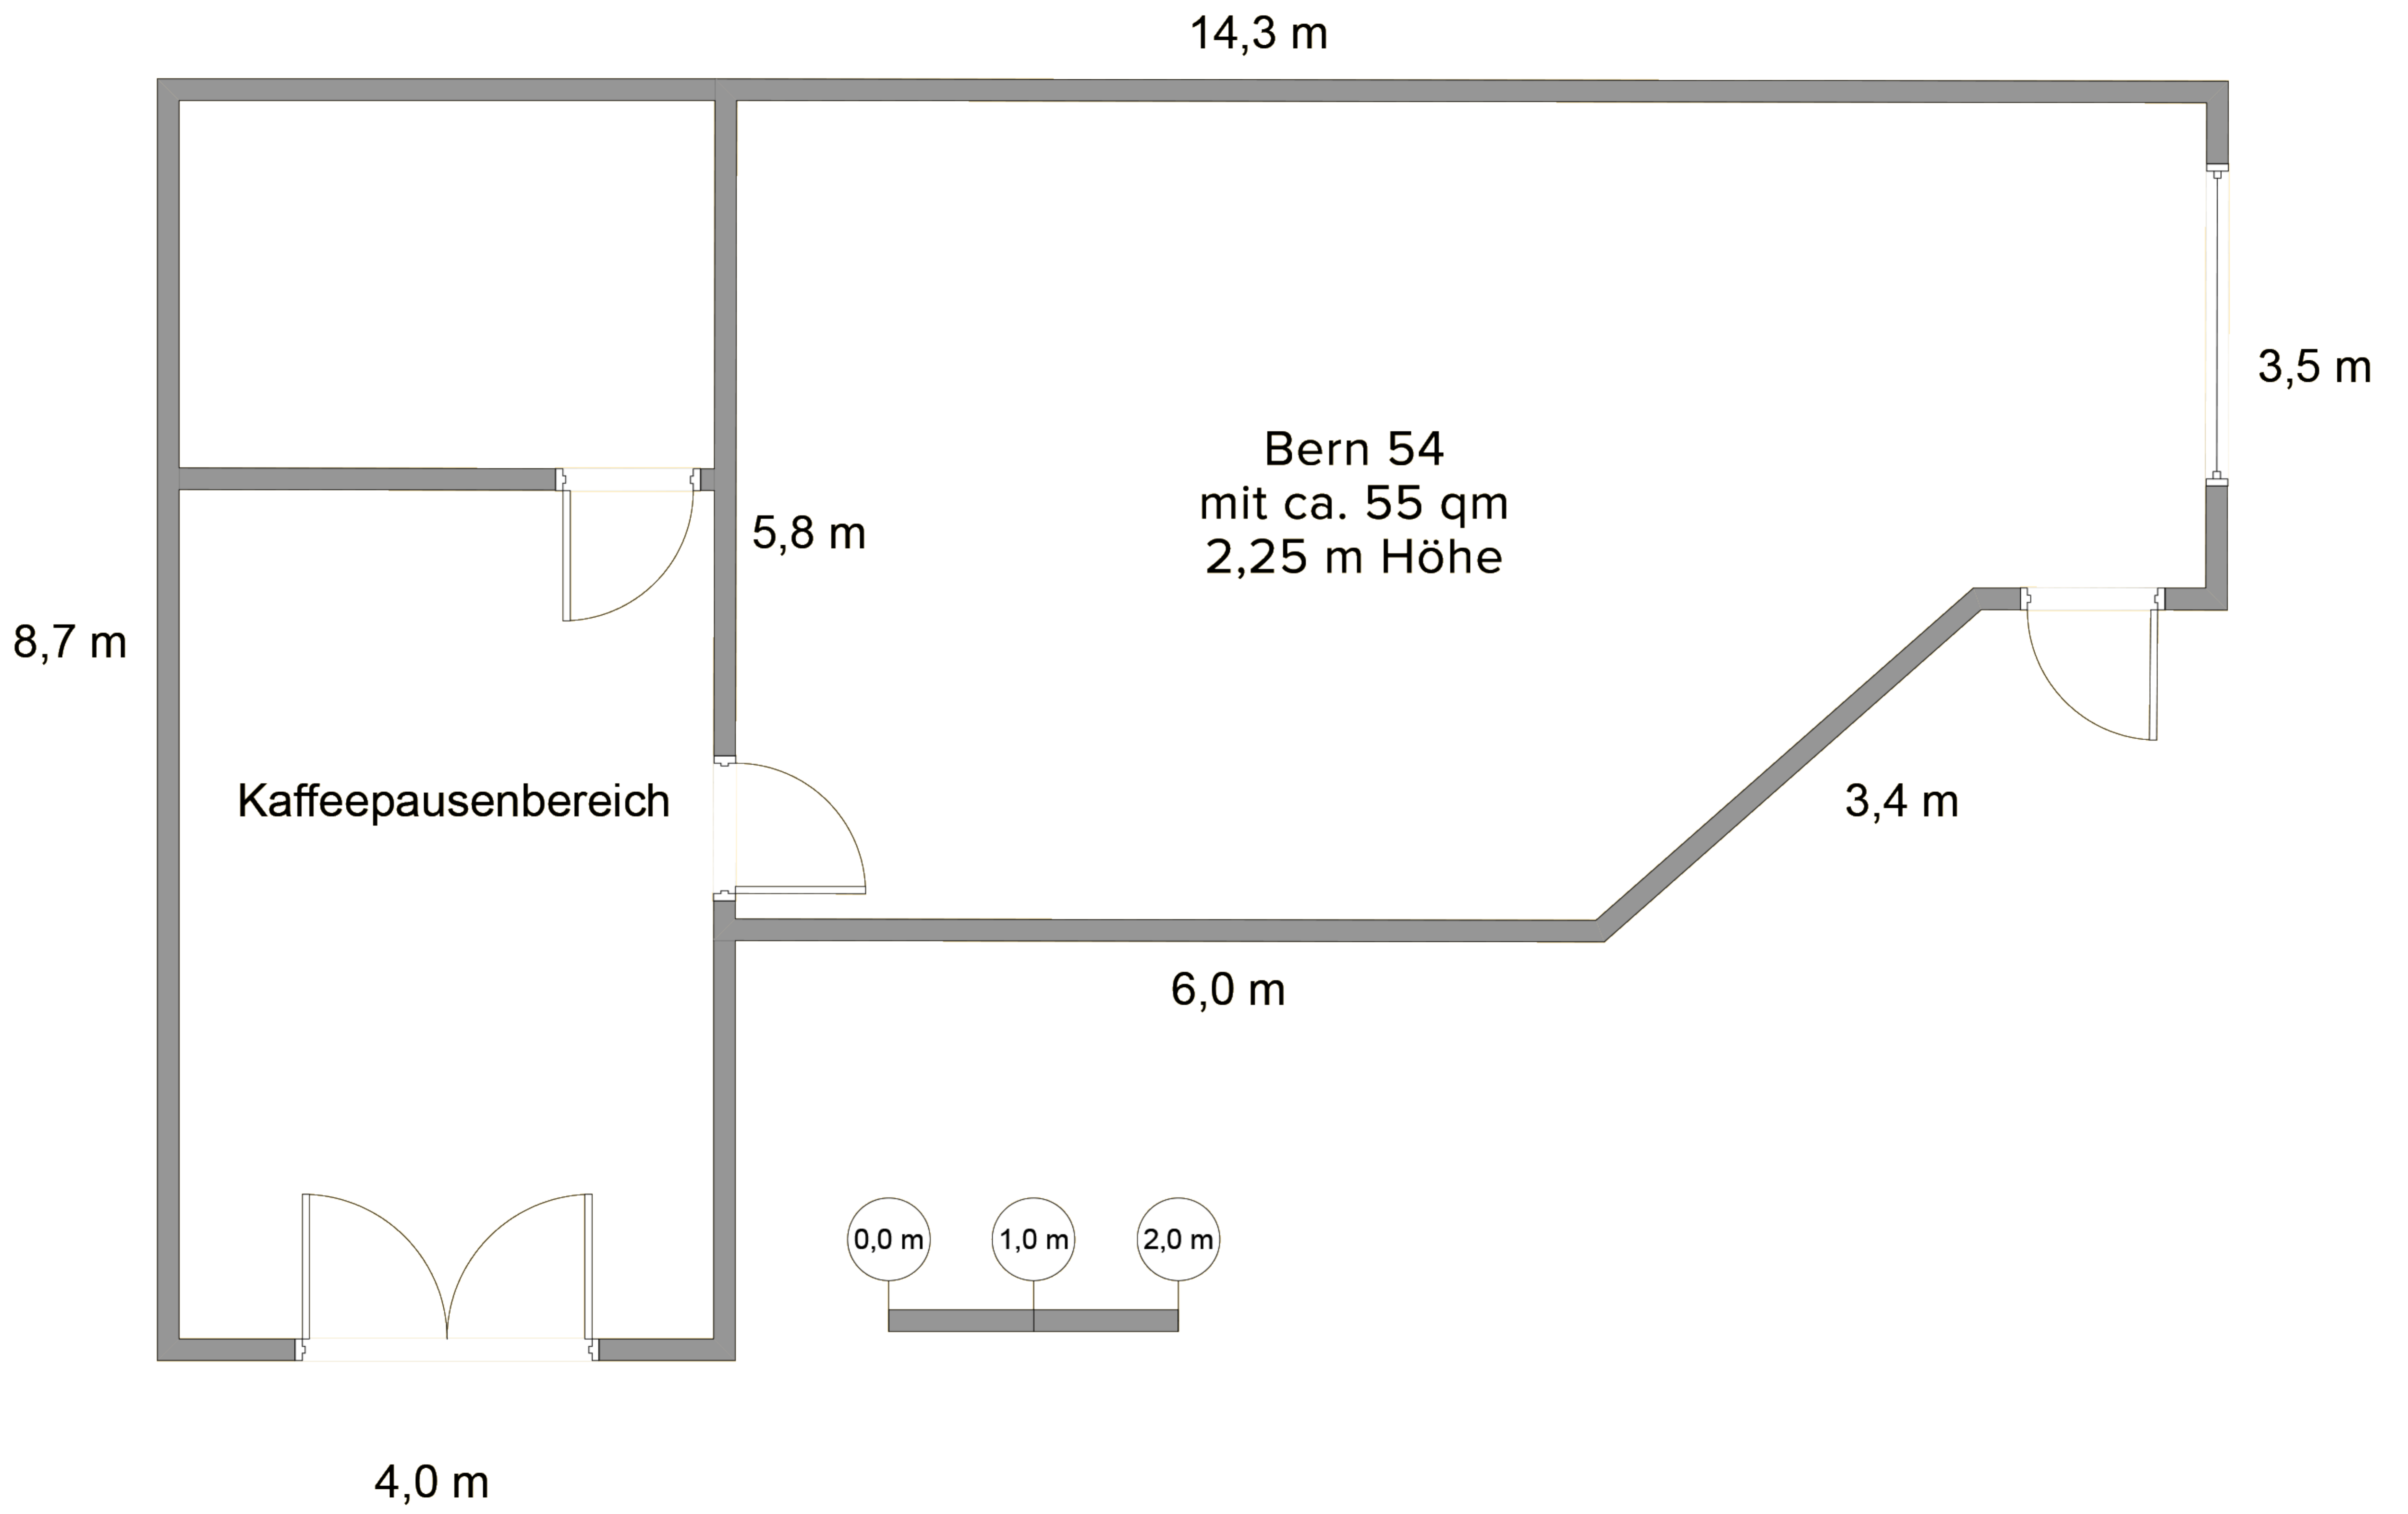 14,3 m
3,5 m
Bern 54
mit ca. 55 qm
2,25 m Höhe
5,8 m
8,7 m
Kaffeepausenbereich
3,4 m
6,0 m
0,0 m
1,0 m
2,0 m
4,0 m